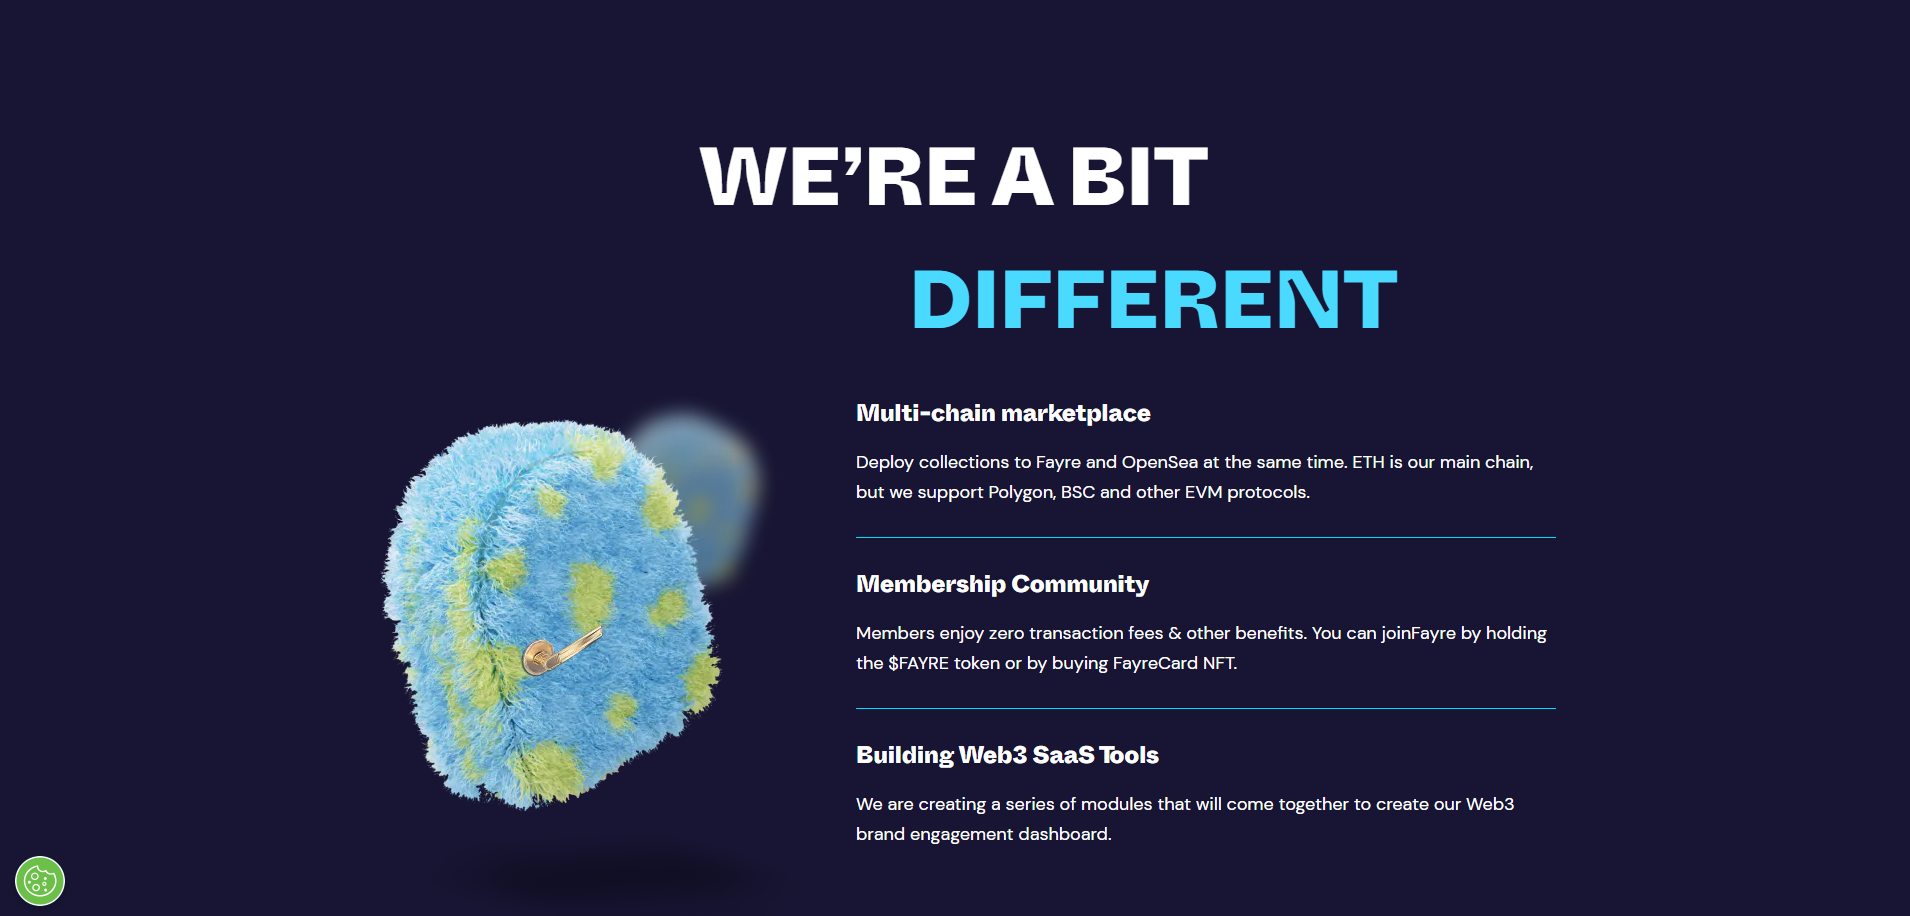 WE’RE A BIT
DIFFERENT
Multi-chain marketplace
Deploy collections to Fayre and OpenSea at the same time. ETH is our main chain,
but we support Polygon, BSC and other EVM protocols.
Membership Community
Members enjoy zero transaction fees & other benefits. You can joinFayre by holding
the $FAYRE token or by buying FayreCard NFT.
Building Web3 SaaS Tools
We are creating a series of modules that will come together to create our Web3
brand engagement dashboard.